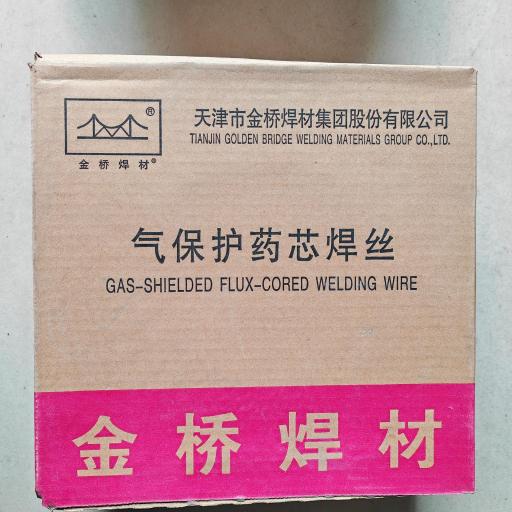 天津市金桥焊材集团股份有限公司
TIANJIN GOLDEN BRIDGE WELDING MATERIALS GROUP CO.,LTD.
®
金桥焊材®
气保护药芯焊丝
GAS-SHIELDED FLUX-CORED WELDING WIRE
金桥焊材